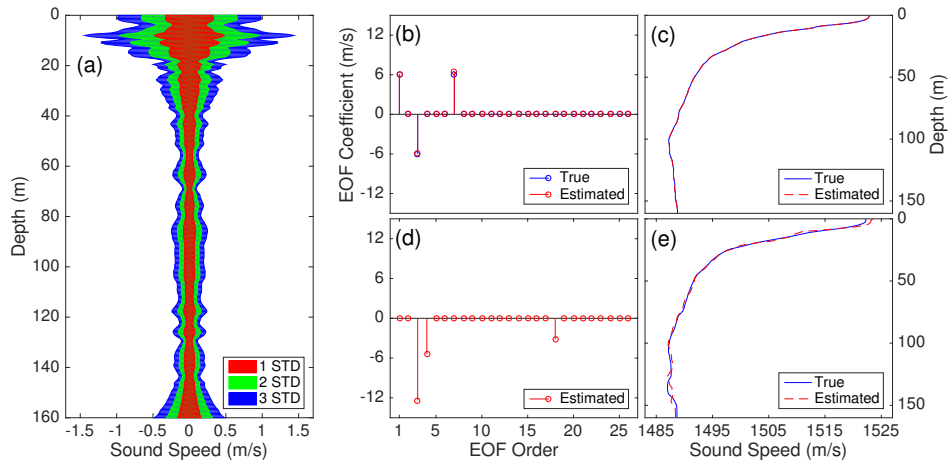 (a)
0
20
40
60
80
100
120
140
160
Depth (m)
-1.5 -1 -0.5 0 0.5 1 1.5
Sound Speed (m/s)
1 STD
2 STD
3 STD
(b)
12
6
0
-6
-12
EOF Coefficient (m/s)
True
Estimated
(c)
0
50
100
150
Depth (m)
True
Estimated
(d)
12
6
0
-6
-12
1 5 10 15 20 25
EOF Order
Estimated
(e)
0
50
100
150
1485 1495 1505 1515 1525
Sound Speed (m/s)
True
Estimated